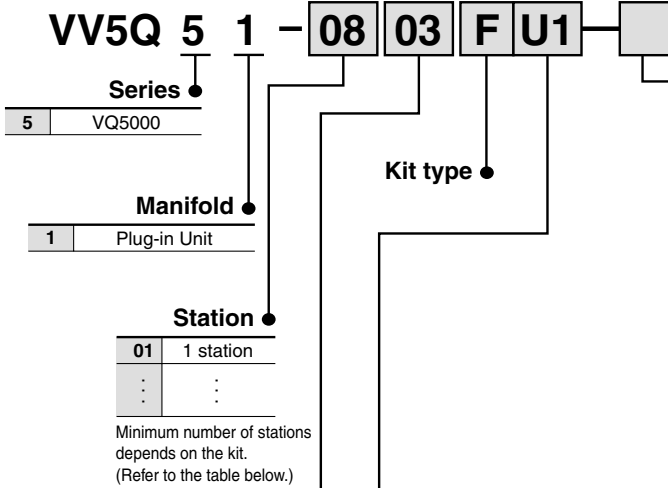 VV5Q 5 1 - 08 03 F U1 -
Series
5 VQ5000
Kit type
Manifold
1 Plug-in Unit
Station
01 1 station
⋮ ⋮
Minimum number of stations
depends on the kit.
(Refer to the table below.)